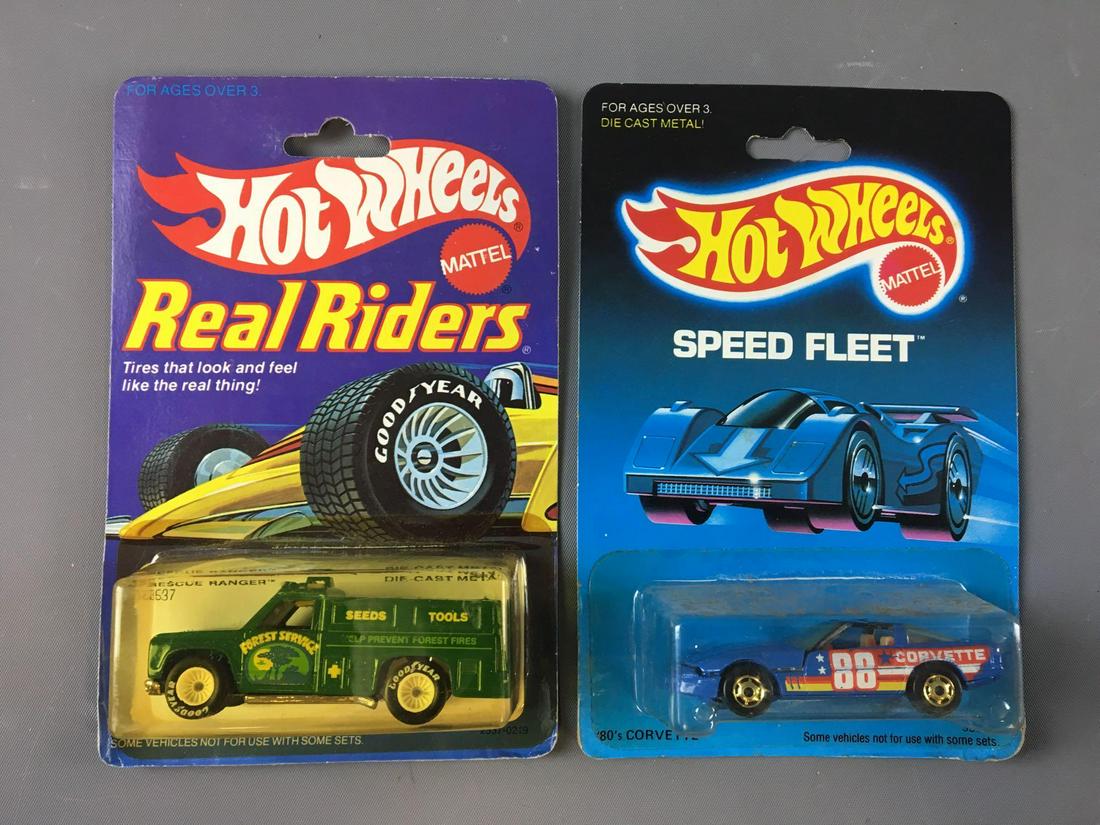 FOR AGES OVER 3.
HOT WHEELS®
MATTEL®
Real Riders®
Tires that look and feel
like the real thing!
GOODYEAR
RESCUE RANGER™
DIE-CAST METAL
SEEDS TOOLS
FOREST SERVICE
PREVENT FOREST FIRES
GOODYEAR
GOODYEAR
SOME VEHICLES NOT FOR USE WITH SOME SETS.
FOR AGES OVER 3.
DIE CAST METAL!
HOT WHEELS®
MATTEL®
SPEED FLEET™
88 CORVETTE
'80's CORVETTE
Some vehicles not for use with some sets.